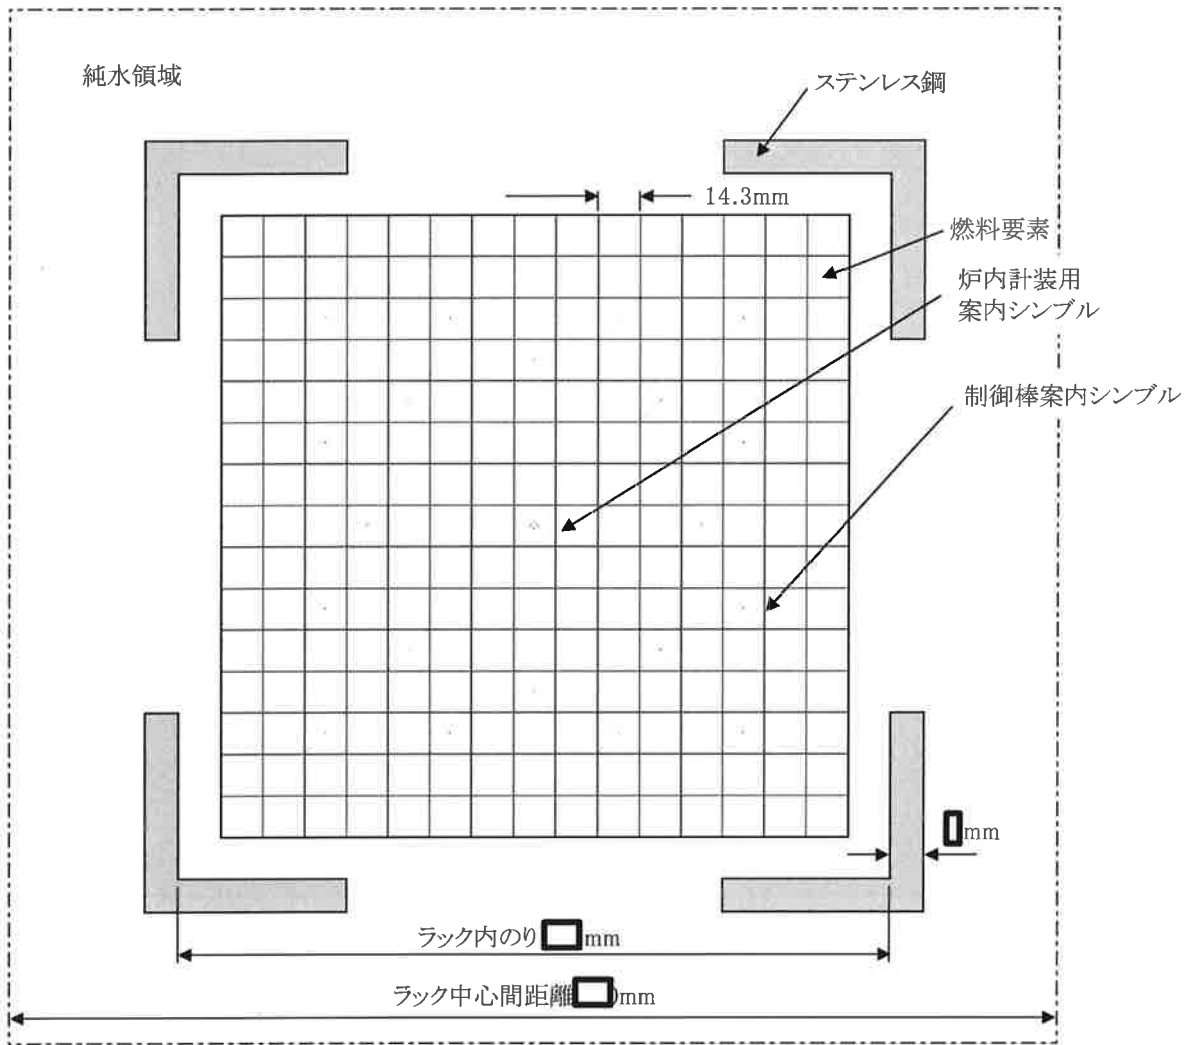 純水領域
ステンレス鋼
14.3mm
燃料要素
炉内計装用
案内シンブル
制御棒案内シンブル
mm
ラック内のり mm
ラック中心間距離 mm